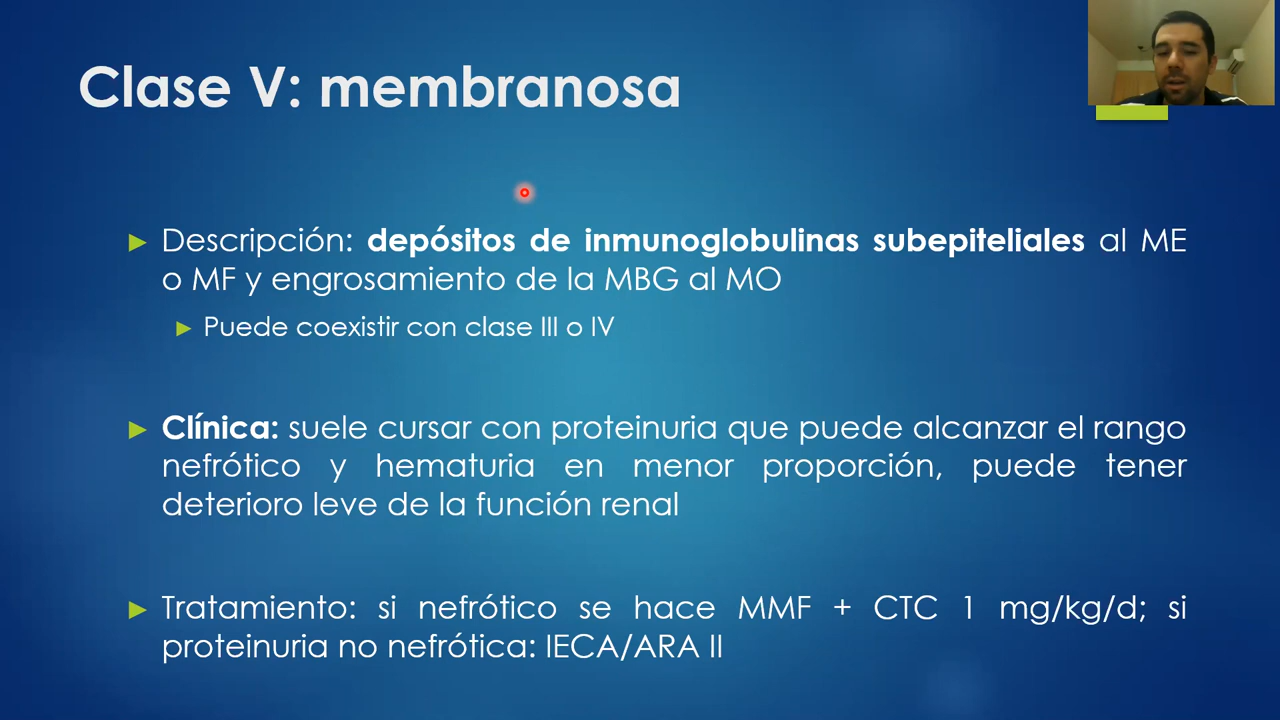 Clase V: membranosa
Descripción: depósitos de inmunoglobulinas subepiteliales al ME
o MF y engrosamiento de la MBG al MO
Puede coexistir con clase III o IV
Clínica: suele cursar con proteinuria que puede alcanzar el rango
nefrótico y hematuria en menor proporción, puede tener
deterioro leve de la función renal
Tratamiento: si nefrótico se hace MMF + CTC 1 mg/kg/d; si
proteinuria no nefrótica: IECA/ARA II